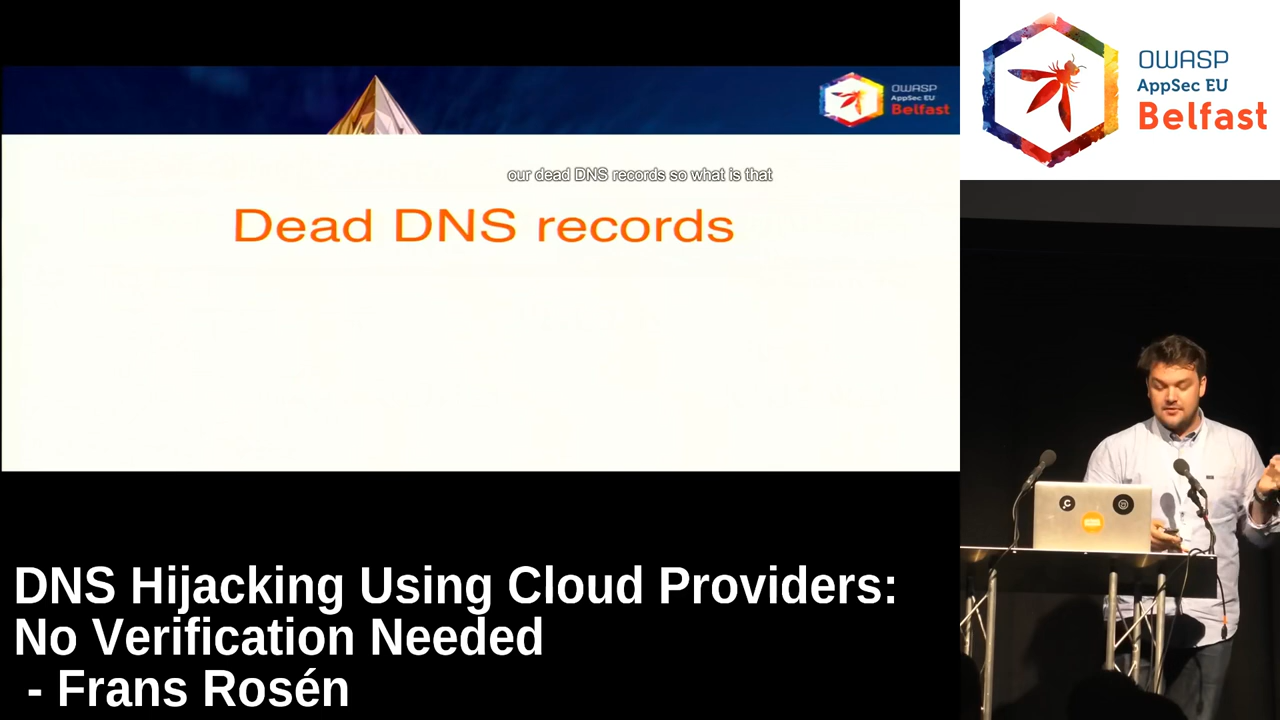 OWASP
AppSec EU
Belfast
our dead DNS records so what is that
Dead DNS records
OWASP
AppSec EU
Belfast
DNS Hijacking Using Cloud Providers:
No Verification Needed
- Frans Rosén